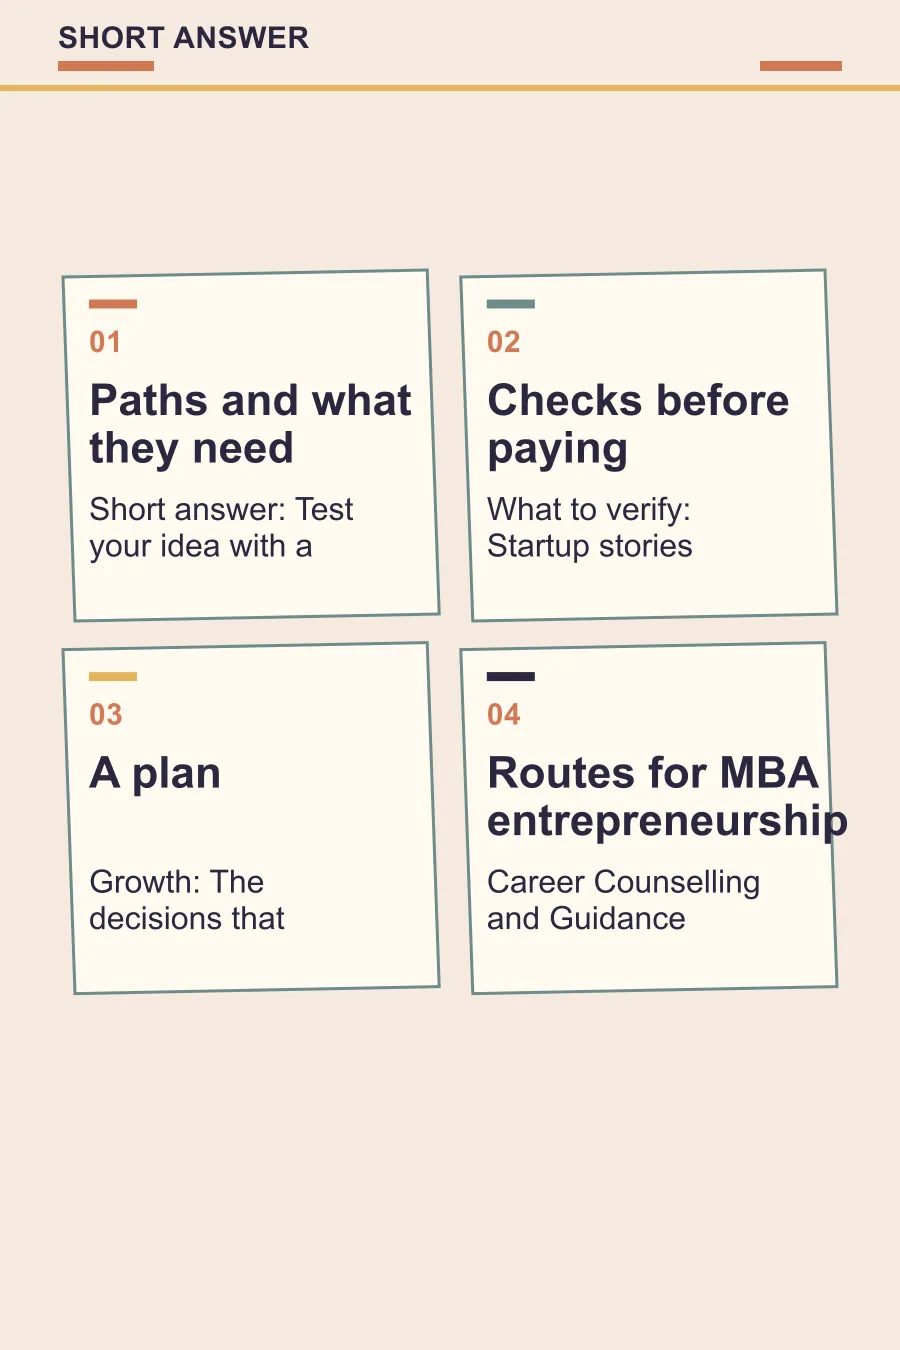 SHORT ANSWER
01
Paths and what
they need
Short answer: Test
your idea with a
02
Checks before
paying
What to verify:
Startup stories
03
A plan
Growth: The
decisions that
04
Routes for MBA
entrepreneurship
Career Counselling
and Guidance